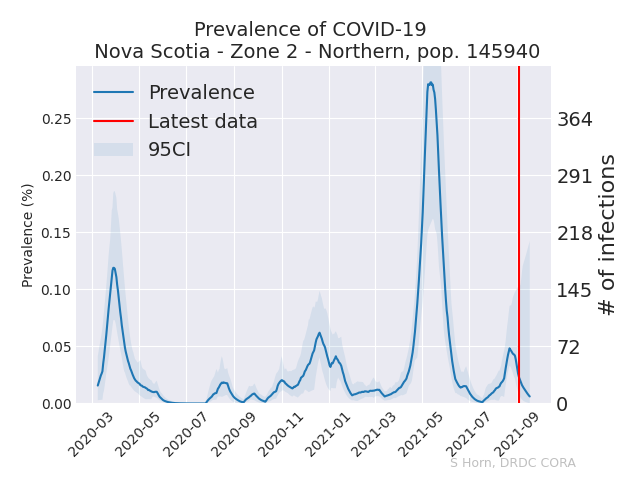 Prevalence of COVID-19
Nova Scotia - Zone 2 - Northern, pop. 145940
Prevalence
Latest data
95CI
Prevalence (%)
0.25
0.20
0.15
0.10
0.05
0.00
364
291
218
145
72
0
# of infections
2020-03
2020-05
2020-07
2020-09
2020-11
2021-01
2021-03
2021-05
2021-07
2021-09
S Horn, DRDC CORA